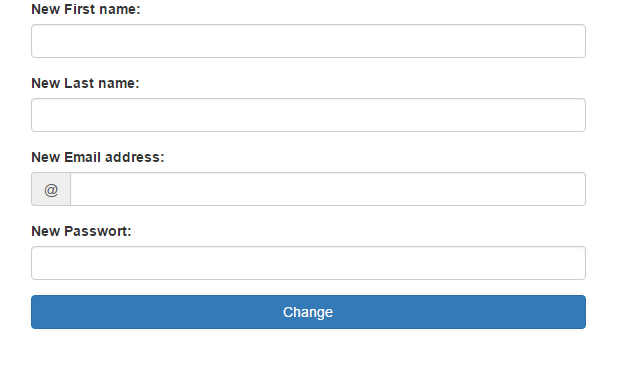 New First name:
New Last name:
New Email address:
@
New Passwort:
Change